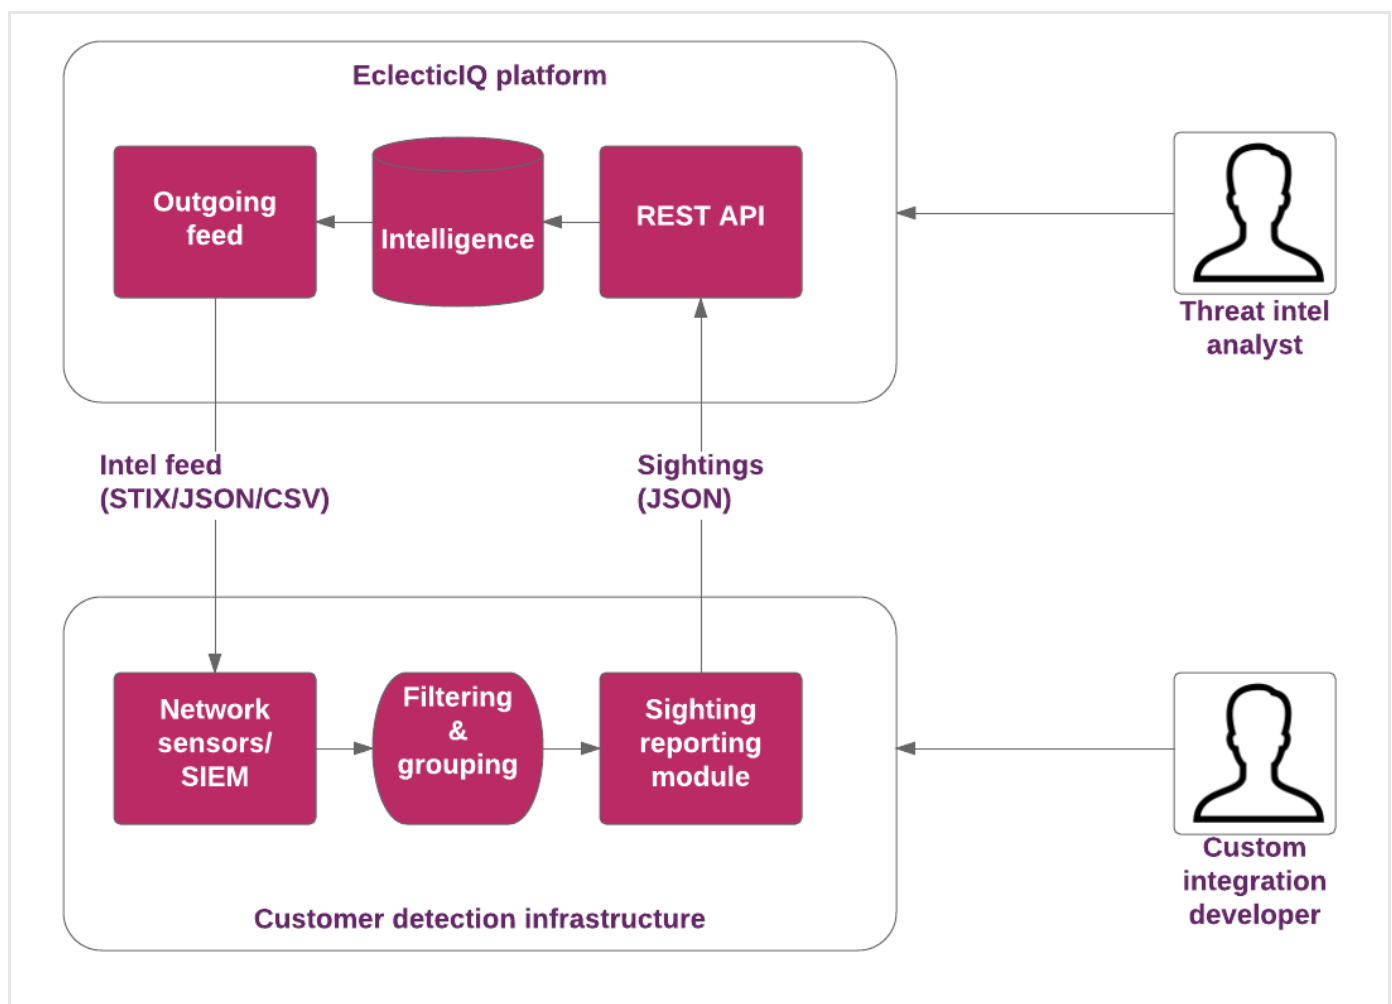 EclecticIQ platform
Outgoing
feed
Intelligence
REST API
Threat intel
analyst
Intel feed
(STIX/JSON/CSV)
Sightings
(JSON)
Network
sensors/
SIEM
Filtering
&
grouping
Sighting
reporting
module
Custom
integration
developer
Customer detection infrastructure